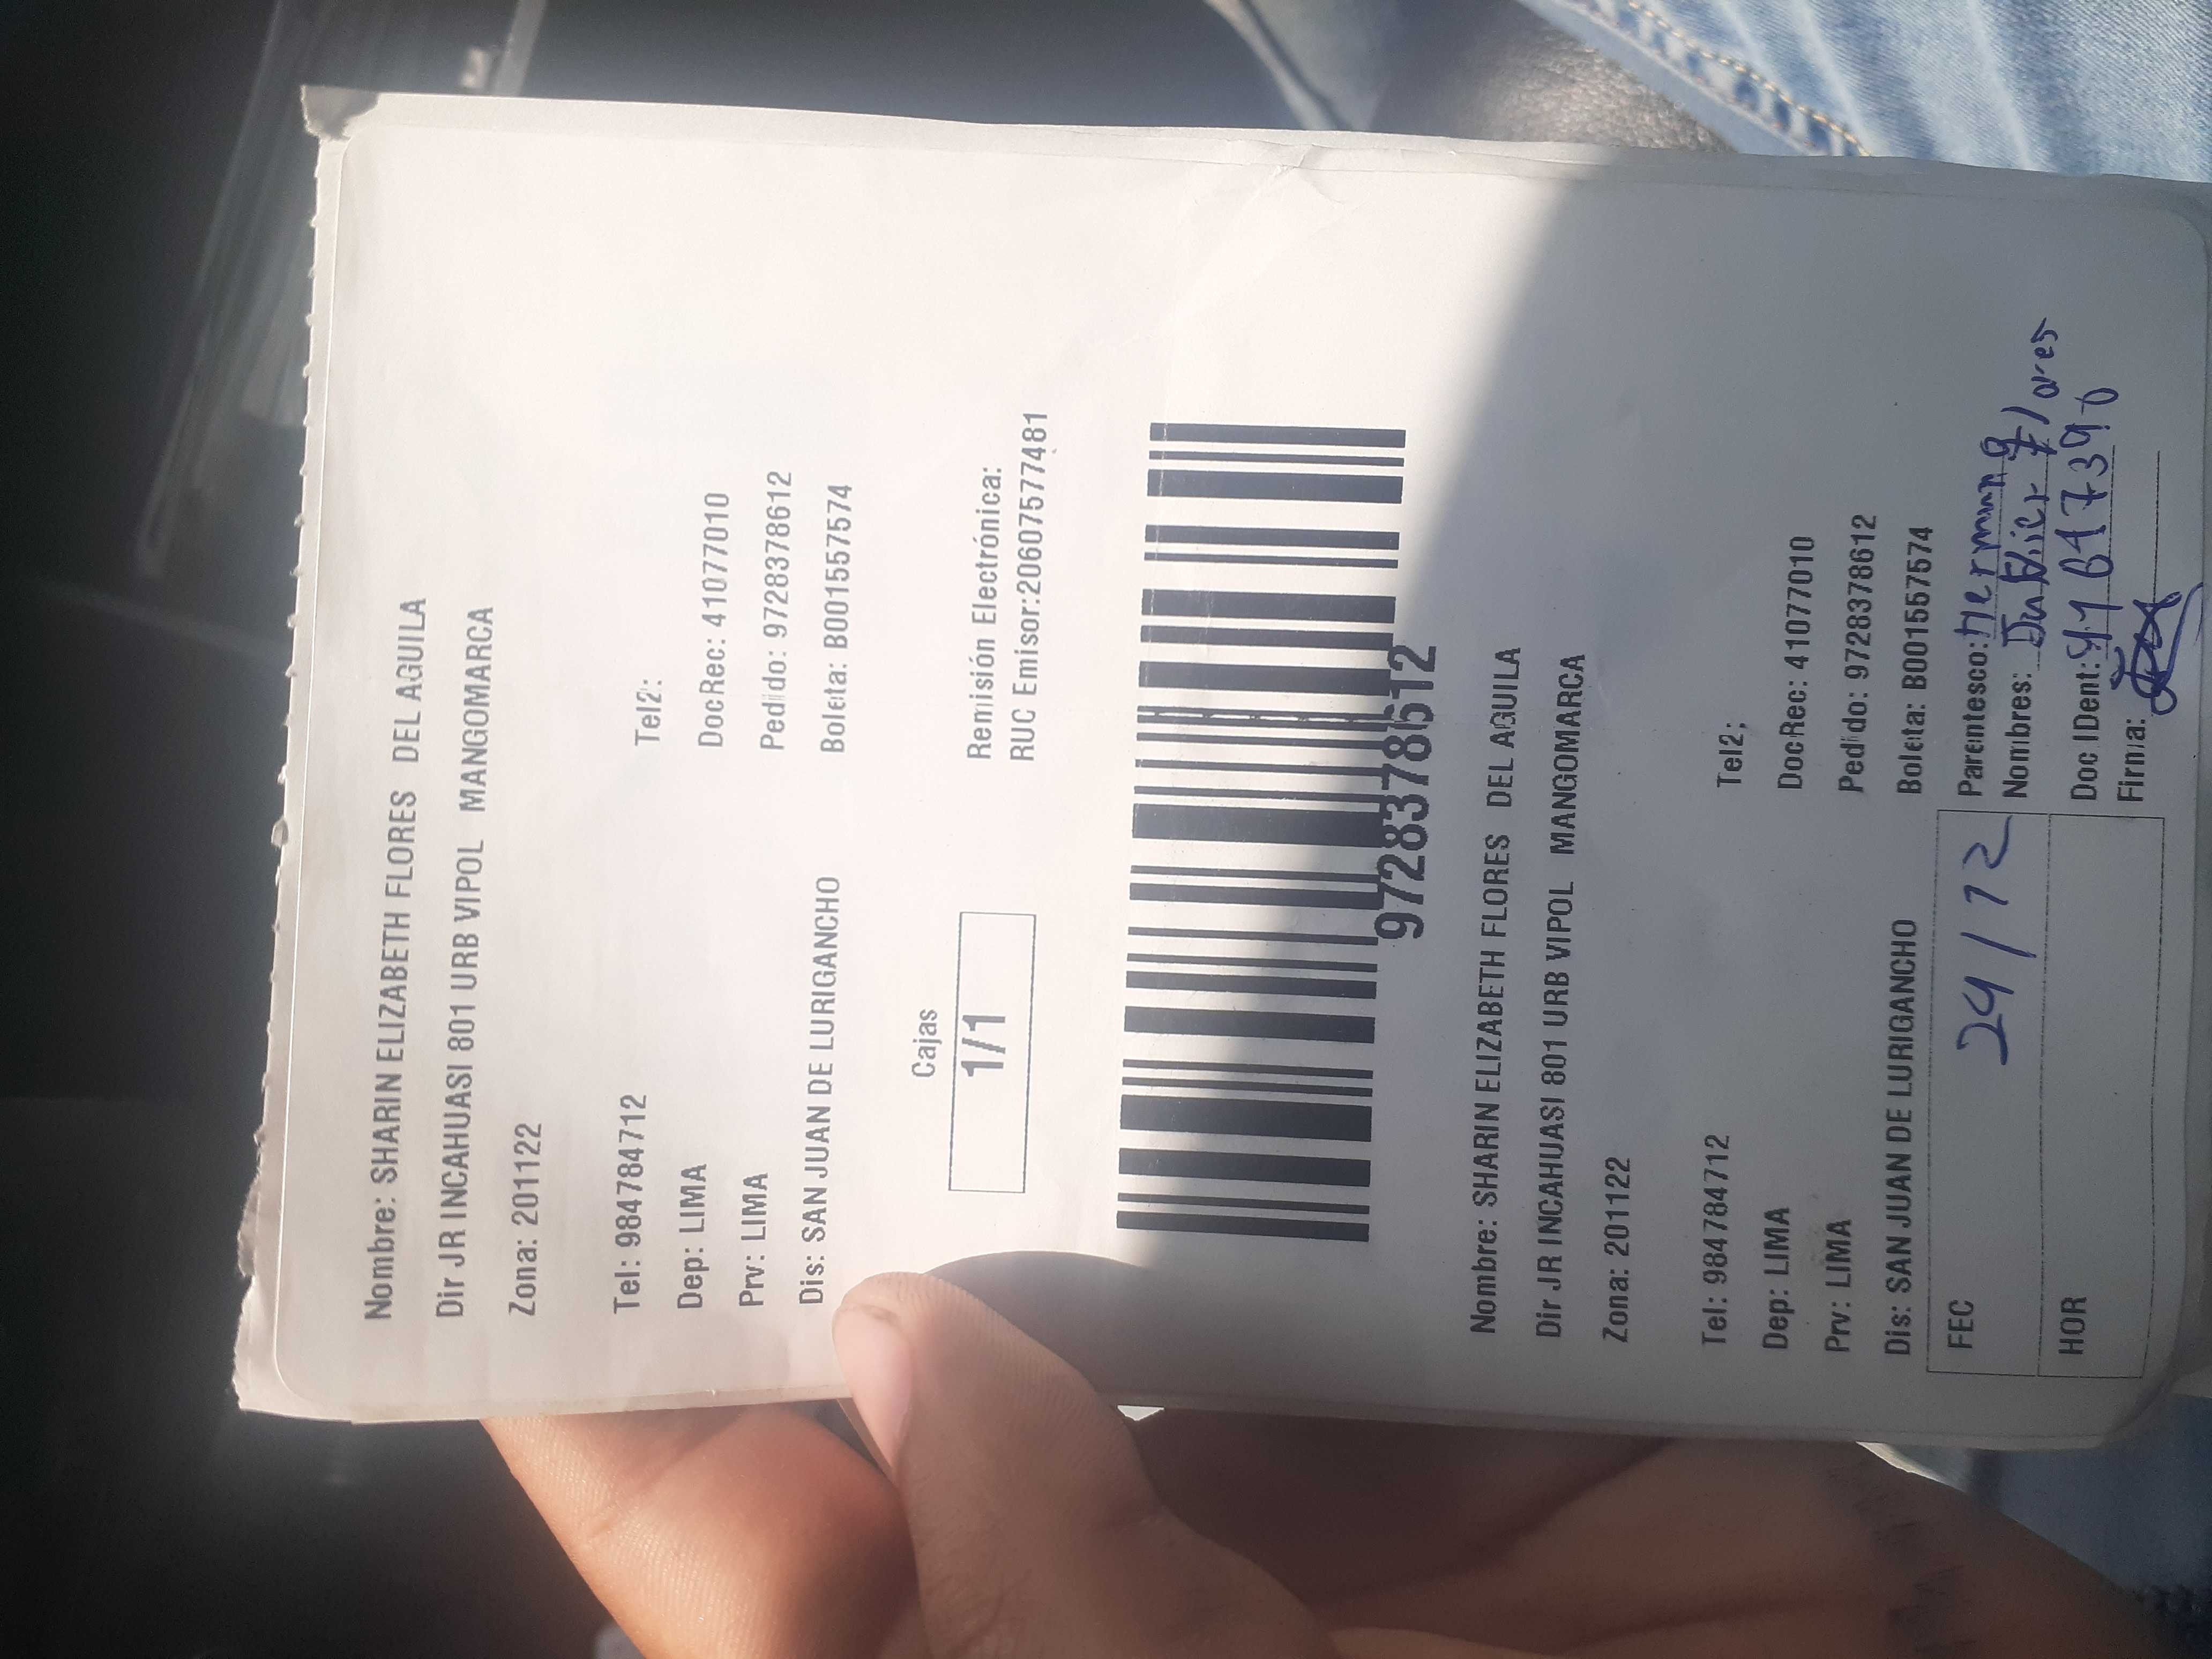 Nombre: SHARIN ELIZABETH FLORES DEL AGUILA
Dir JR INCAHUASI 801 URB VIPOL MANGOMARCA
Zona: 201122
Tel: 984784712 Tel2:
Dep: LIMA DocRec: 41077010
Prv: LIMA Pedido: 9728378612
Dis: SAN JUAN DE LURIGANCHO Boleta: B001557574
Cajas
1/1
Remisión Electrónica:
RUC Emisor:20607577481
9728378612
Nombre: SHARIN ELIZABETH FLORES DEL AGUILA
Dir JR INCAHUASI 801 URB VIPOL MANGOMARCA
Zona: 201122
Tel: 984784712 Tel2:
Dep: LIMA DocRec: 41077010
Prv: LIMA Pedido: 9728378612
Dis: SAN JUAN DE LURIGANCHO Boleta: B001557574
FEC 24/12
HOR
Parentesco: Hermano
Nombres: Flores
Doc IDent:
Firma: